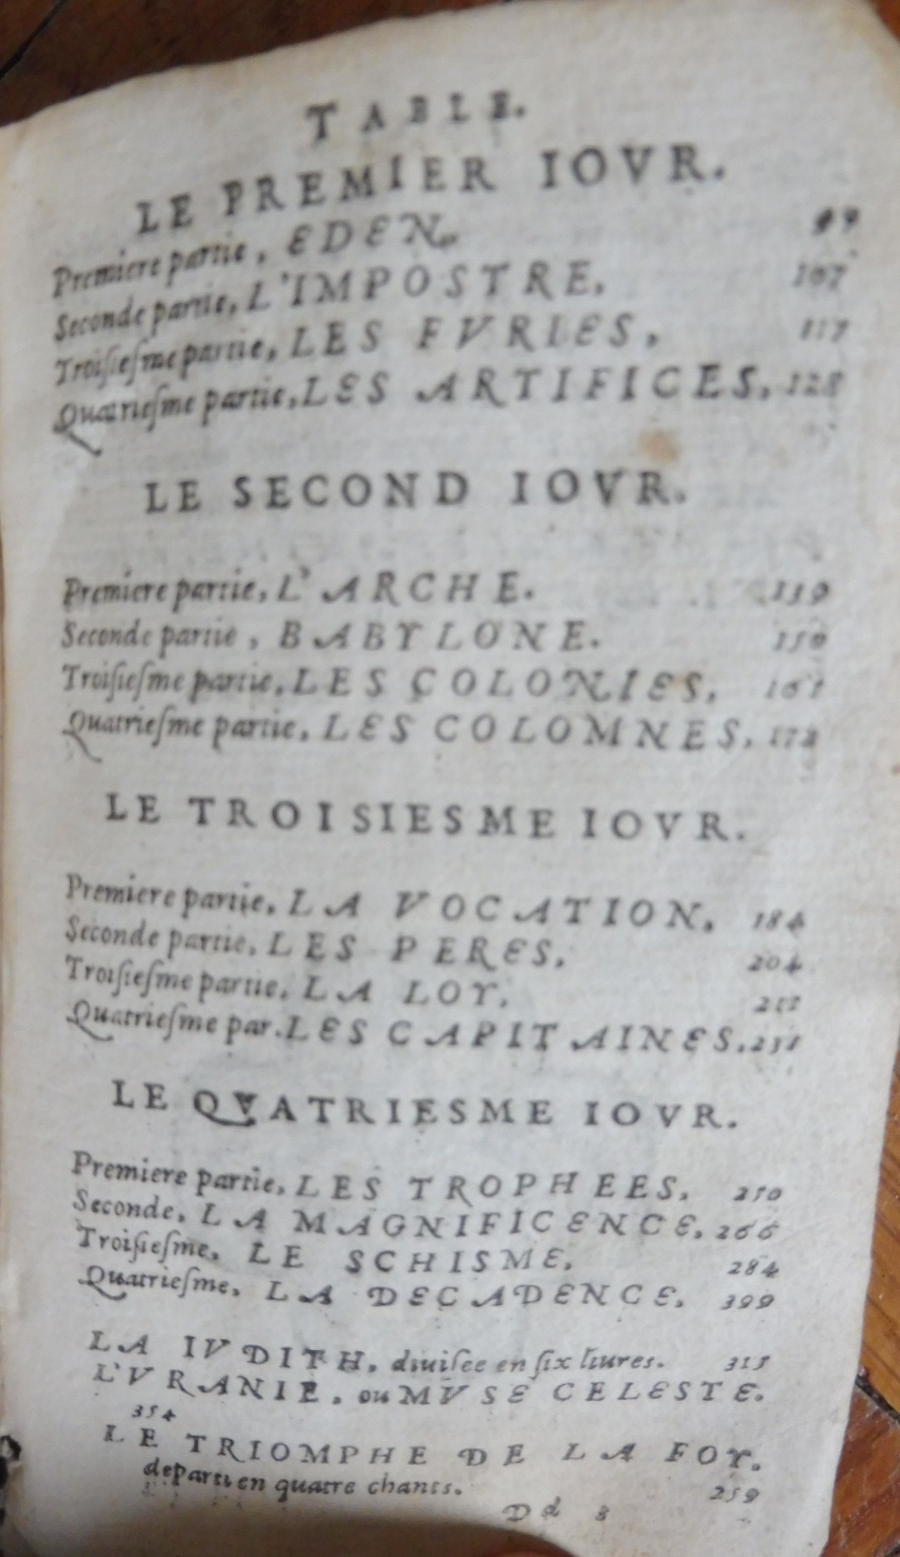 TABLE.
LE PREMIER IOVR.
Premiere partie, EDEN. 99
Seconde partie, L'IMPOSTRE. 107
Troiſieſme partie, LES FVRIES. 117
Quatrieſme partie, LES ARTIFICES. 128
LE SECOND IOVR.
Premiere partie, L'ARCHE. 139
Seconde partie, BABYLONE. 150
Troiſieſme partie, LES COLONIES. 161
Quatrieſme partie, LES COLOMNES. 172
LE TROISIESME IOVR.
Premiere partie, LA VOCATION. 184
Seconde partie, LES PERES. 204
Troiſieſme partie, LA LOY.
Quatrieſme par. LES CAPITAINES.
LE QVATRIESME IOVR.
Premiere partie, LES TROPHEES. 250
Seconde, LA MAGNIFICENCE. 266
Troiſieſme, LE SCHISME. 284
Quatrieſme, LA DECADENCE. 399
LA IVDITH, diuiſee en ſix liures. 315
L'VRANIE, ou MVSE CELESTE.
354
LE TRIOMPHE DE LA FOY.
departi en quatre chants. 259
Dd 3